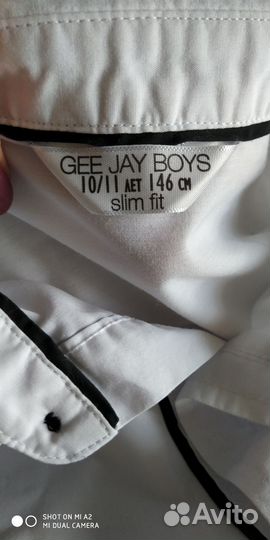 GEE JAY BOYS
10/11 ЛЕТ 146 СМ
slim fit
SHOT ON MI A2
MI DUAL CAMERA
Avito